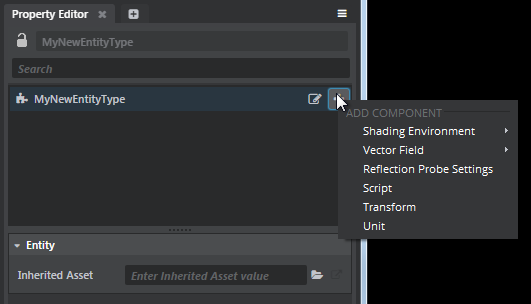 Property Editor
MyNewEntityType
Search
MyNewEntityType
ADD COMPONENT
Shading Environment
Vector Field
Reflection Probe Settings
Script
Transform
Unit
Entity
Inherited Asset
Enter Inherited Asset value